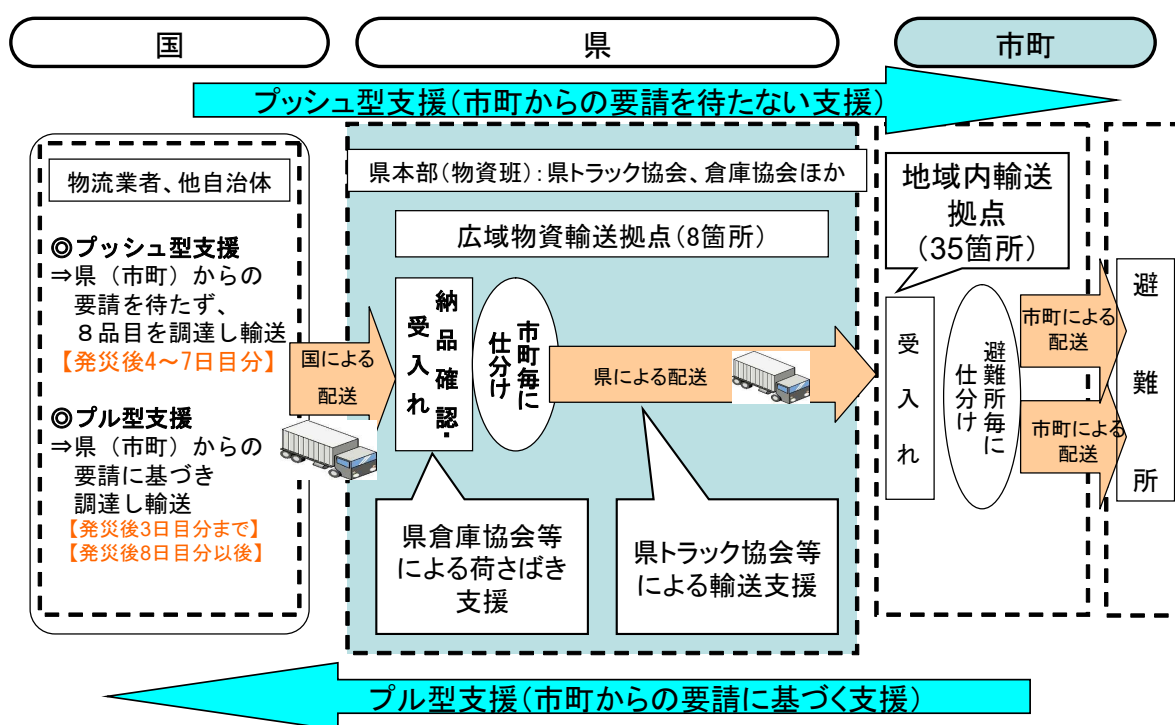 国
県
市町
プッシュ型支援(市町からの要請を待たない支援)
物流業者、他自治体
◎プッシュ型支援
⇒県（市町）からの
要請を待たず、
８品目を調達し輸送
【発災後4～7日目分】
◎プル型支援
⇒県（市町）からの
要請に基づき
調達し輸送
【発災後3日目分まで】
【発災後8日目分以後】
国による
配送
県本部(物資班)：県トラック協会、倉庫協会ほか
広域物資輸送拠点(8箇所)
納品確認・
受入れ
市町毎に
仕分け
県による配送
県倉庫協会等
による荷さばき
支援
県トラック協会等
による輸送支援
地域内輸送
拠点
(35箇所)
受入れ
避難所毎に
仕分け
市町による
配送
市町による
配送
避難所
プル型支援(市町からの要請に基づく支援)